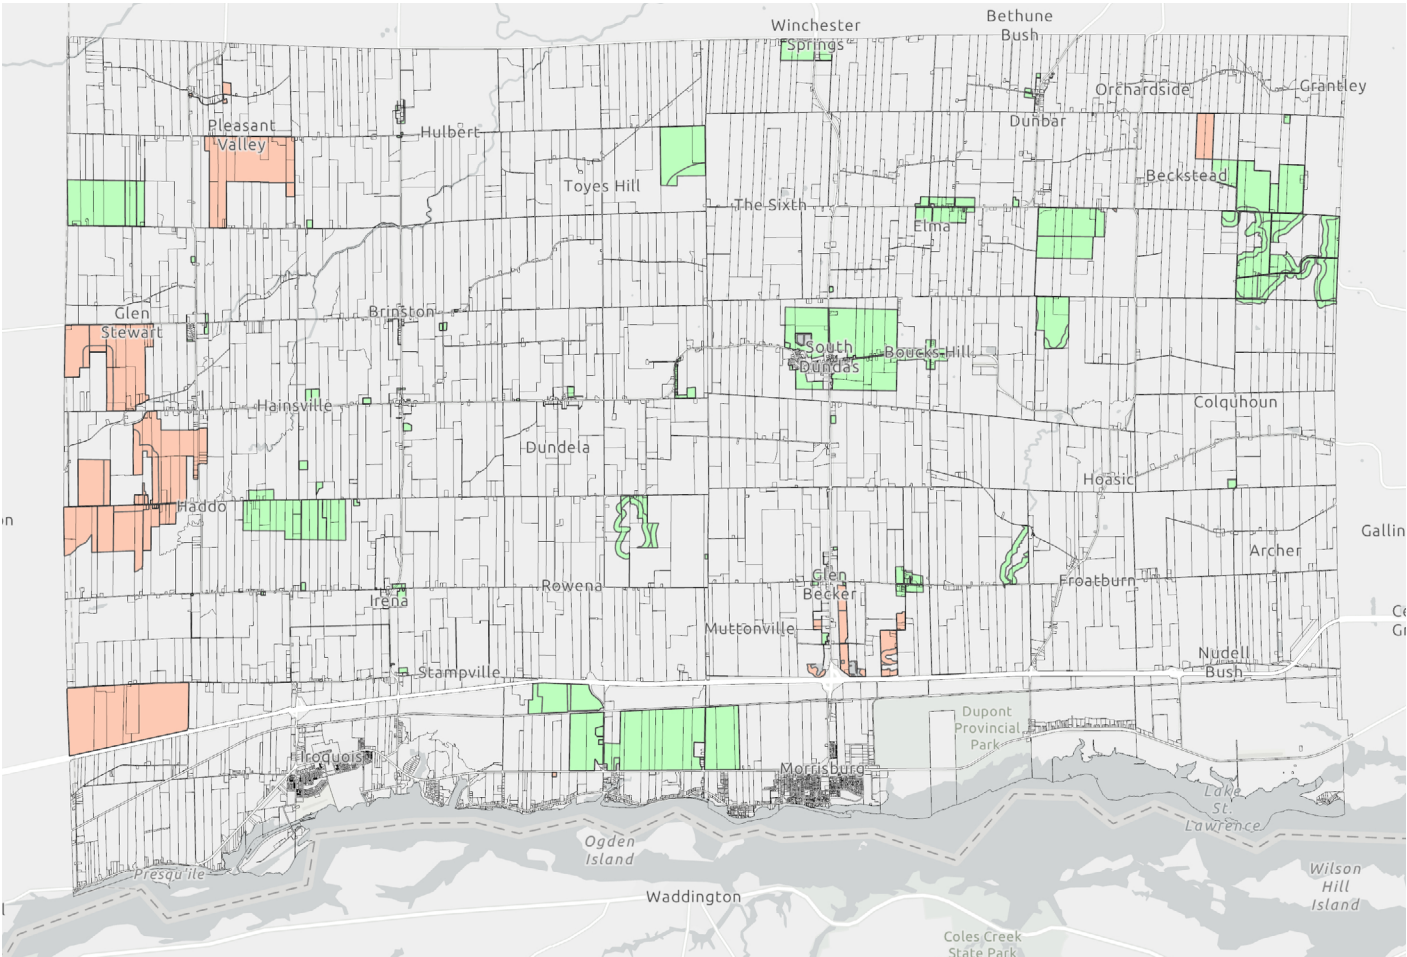 Winchester
Springs
Bethune
Bush
Orchardside
Grantley
Pleasant
Valley
Hulbert
Dunbar
Toyes Hill
Beckstead
The Sixth
Elma
Glen
Stewart
Brinston
South
Dundas
Boucks Hill
Hainsville
Colquhoun
Dundela
Hoasic
Haddo
on
Gallin
Archer
Glen
Becker
Rowena
Froatburn
Irena
Ce
Gr
Muttonville
Stampville
Nudell
Bush
Dupont
Provincial
Park
Iroquois
Morrisburg
Lake
St.
Lawrence
Ogden
Island
Presqu'ile
Wilson
Hill
Island
Waddington
l
Coles Creek
State Park